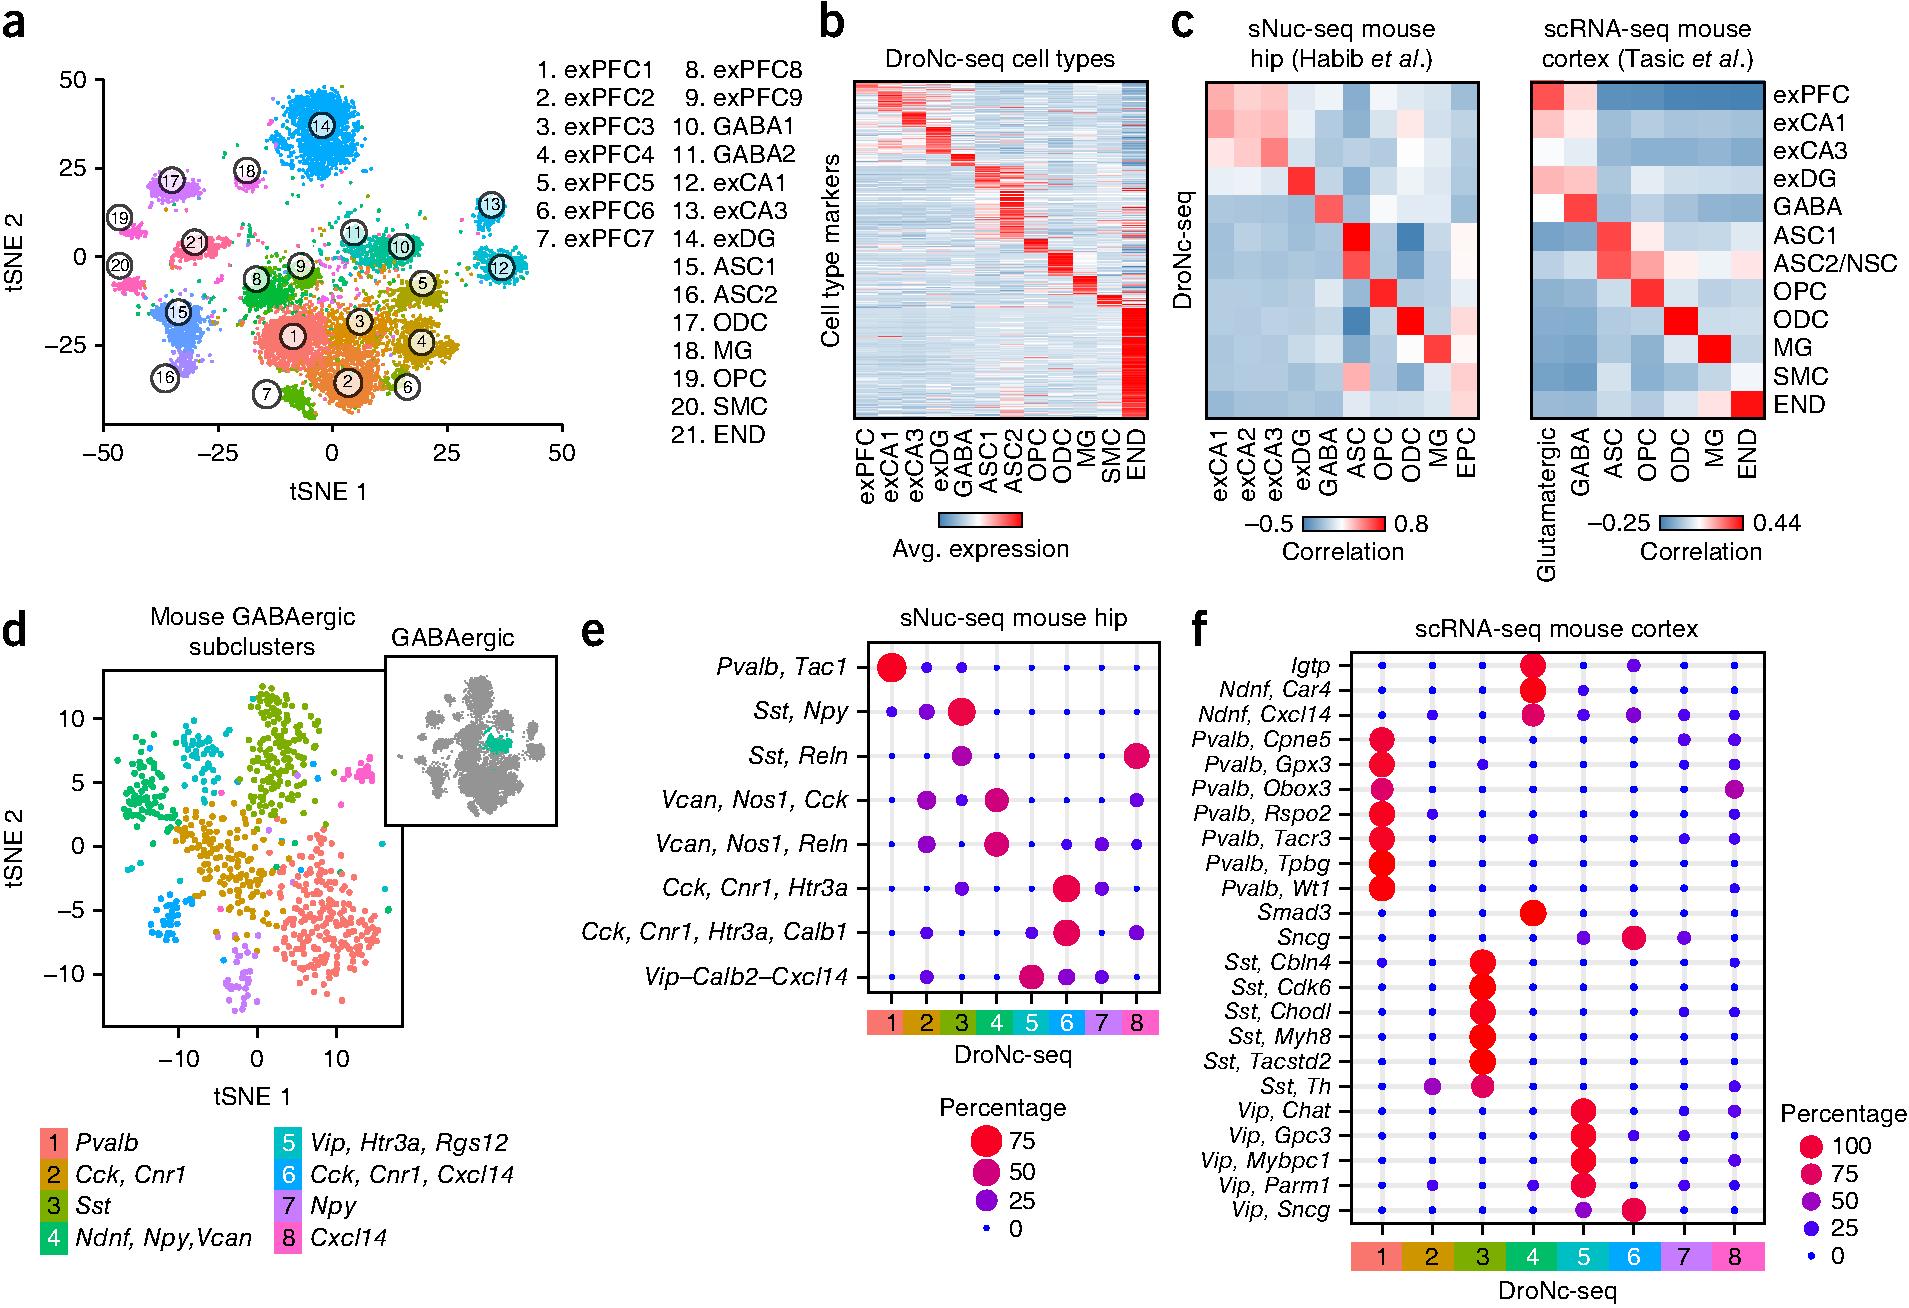 a
50
25
0
−25
tSNE 2
−50
−25
0
25
50
tSNE 1
14
17
18
13
19
11
10
21
20
12
9
8
5
15
3
1
4
16
2
7
6
1. exPFC1
2. exPFC2
3. exPFC3
4. exPFC4
5. exPFC5
6. exPFC6
7. exPFC7
8. exPFC8
9. exPFC9
10. GABA1
11. GABA2
12. exCA1
13. exCA3
14. exDG
15. ASC1
16. ASC2
17. ODC
18. MG
19. OPC
20. SMC
21. END
b
DroNc-seq cell types
Cell type markers
exPFC
exCA1
exCA3
exDG
GABA
ASC1
ASC2
OPC
ODC
MG
SMC
END
Avg. expression
c
sNuc-seq mouse
hip (Habib et al.)
DroNc-seq
exCA1
exCA2
exCA3
exDG
GABA
ASC
OPC
ODC
MG
EPC
−0.5
0.8
Correlation
scRNA-seq mouse
cortex (Tasic et al.)
exPFC
exCA1
exCA3
exDG
GABA
ASC1
ASC2/NSC
OPC
ODC
MG
SMC
END
Glutamatergic
GABA
ASC
OPC
ODC
MG
END
−0.25
0.44
Correlation
d
Mouse GABAergic
subclusters
GABAergic
10
5
0
−5
−10
tSNE 2
−10
0
10
tSNE 1
1 Pvalb
2 Cck, Cnr1
3 Sst
4 Ndnf, Npy,Vcan
5 Vip, Htr3a, Rgs12
6 Cck, Cnr1, Cxcl14
7 Npy
8 Cxcl14
e
sNuc-seq mouse hip
Pvalb, Tac1
Sst, Npy
Sst, Reln
Vcan, Nos1, Cck
Vcan, Nos1, Reln
Cck, Cnr1, Htr3a
Cck, Cnr1, Htr3a, Calb1
Vip–Calb2–Cxcl14
1 2 3 4 5 6 7 8
DroNc-seq
Percentage
75
50
25
0
f
scRNA-seq mouse cortex
Igtp
Ndnf, Car4
Ndnf, Cxcl14
Pvalb, Cpne5
Pvalb, Gpx3
Pvalb, Obox3
Pvalb, Rspo2
Pvalb, Tacr3
Pvalb, Tpbg
Pvalb, Wt1
Smad3
Sncg
Sst, Cbln4
Sst, Cdk6
Sst, Chodl
Sst, Myh8
Sst, Tacstd2
Sst, Th
Vip, Chat
Vip, Gpc3
Vip, Mybpc1
Vip, Parm1
Vip, Sncg
1 2 3 4 5 6 7 8
DroNc-seq
Percentage
100
75
50
25
0